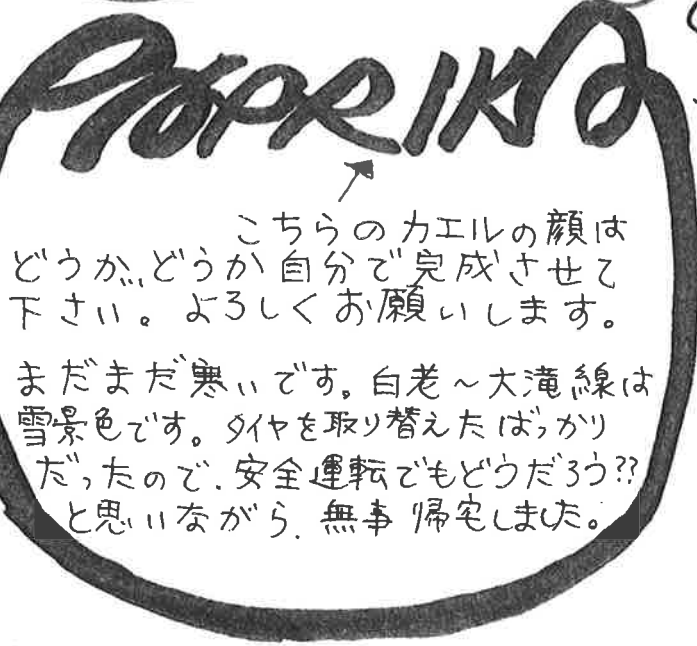 PAPRIKA
こちらのカエルの顔は
どうか、、どうか自分で完成させて
下さい。よろしくお願いします。
まだまだ寒いです。白老～大滝線は
雪景色です。タイヤを取り替えたばっかり
だったので、安全運転でもどうだろう??
と思いながら、無事帰宅しました。